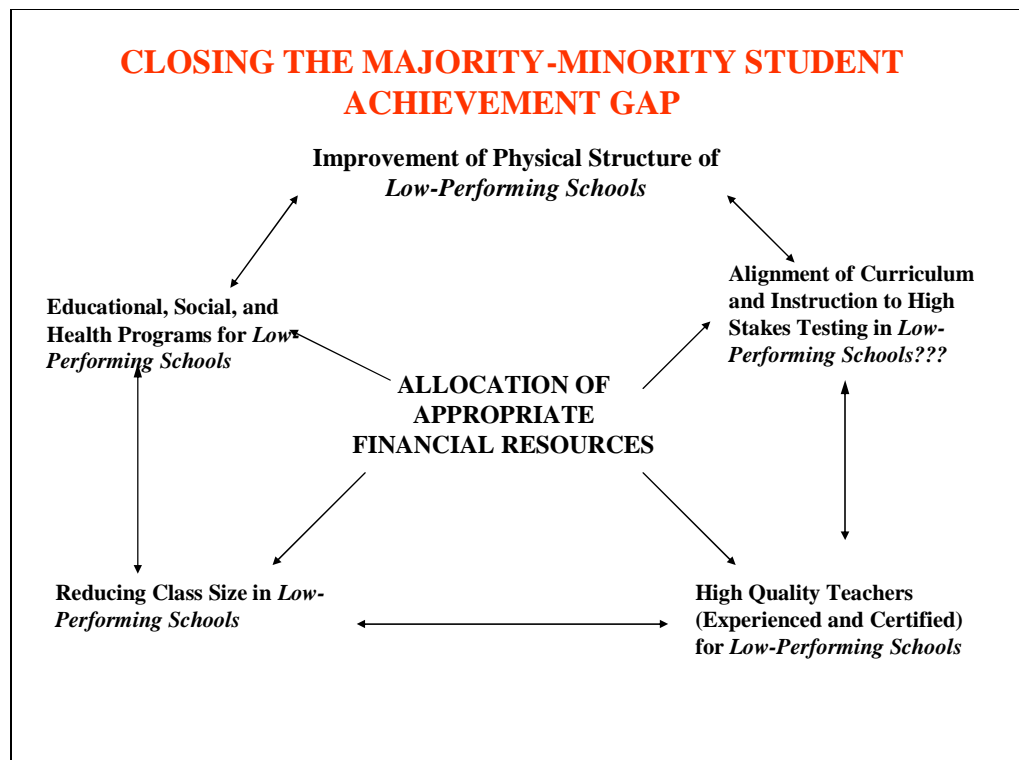 CLOSING THE MAJORITY-MINORITY STUDENT
ACHIEVEMENT GAP
Improvement of Physical Structure of
Low-Performing Schools
Educational, Social, and
Health Programs for Low-
Performing Schools
Alignment of Curriculum
and Instruction to High
Stakes Testing in Low-
Performing Schools???
ALLOCATION OF
APPROPRIATE
FINANCIAL RESOURCES
Reducing Class Size in Low-
Performing Schools
High Quality Teachers
(Experienced and Certified)
for Low-Performing Schools